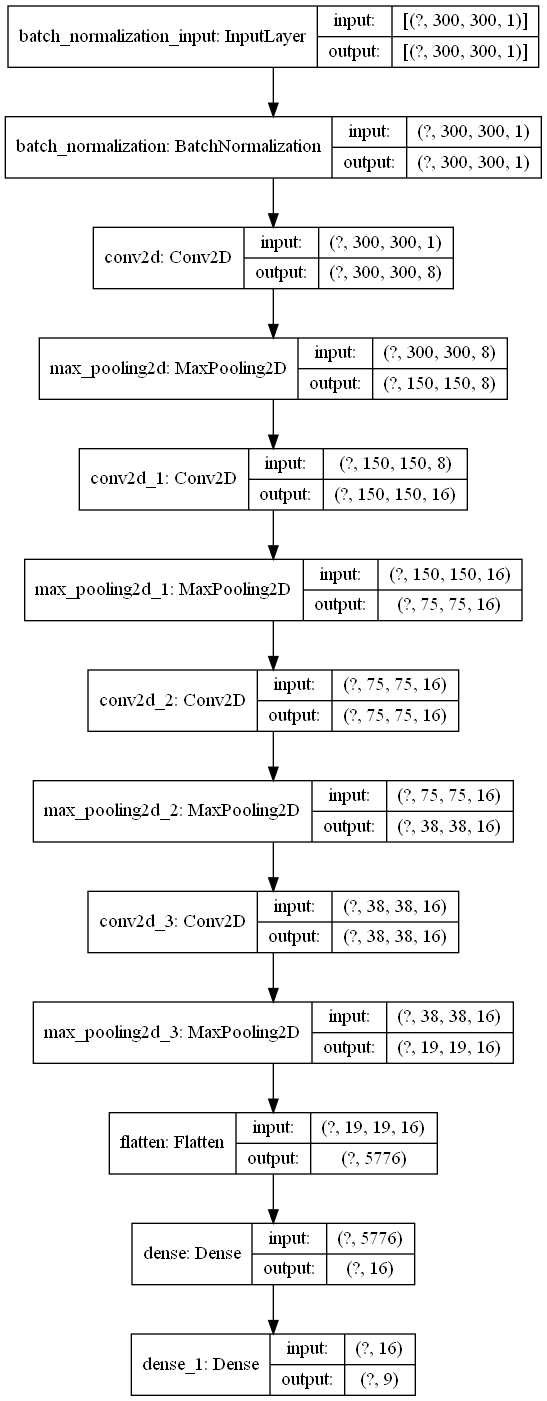 batch_normalization_input: InputLayer input: [(?, 300, 300, 1)]
output: [(?, 300, 300, 1)]
batch_normalization: BatchNormalization input: (?, 300, 300, 1)
output: (?, 300, 300, 1)
conv2d: Conv2D input: (?, 300, 300, 1)
output: (?, 300, 300, 8)
max_pooling2d: MaxPooling2D input: (?, 300, 300, 8)
output: (?, 150, 150, 8)
conv2d_1: Conv2D input: (?, 150, 150, 8)
output: (?, 150, 150, 16)
max_pooling2d_1: MaxPooling2D input: (?, 150, 150, 16)
output: (?, 75, 75, 16)
conv2d_2: Conv2D input: (?, 75, 75, 16)
output: (?, 75, 75, 16)
max_pooling2d_2: MaxPooling2D input: (?, 75, 75, 16)
output: (?, 38, 38, 16)
conv2d_3: Conv2D input: (?, 38, 38, 16)
output: (?, 38, 38, 16)
max_pooling2d_3: MaxPooling2D input: (?, 38, 38, 16)
output: (?, 19, 19, 16)
flatten: Flatten input: (?, 19, 19, 16)
output: (?, 5776)
dense: Dense input: (?, 5776)
output: (?, 16)
dense_1: Dense input: (?, 16)
output: (?, 9)